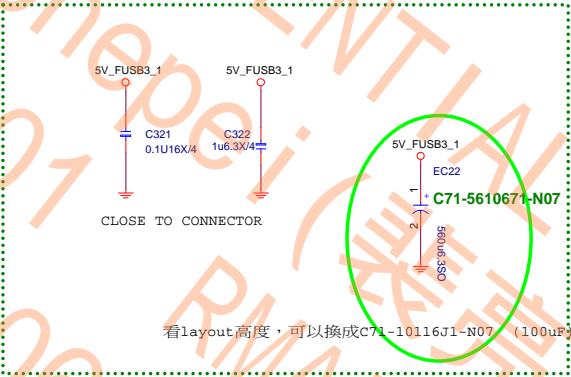 5V_FUSB3_1
5V_FUSB3_1
C321
0.1U16X/4
C322
1u6.3X/4
5V_FUSB3_1
EC22
1
+
C71-5610671-N07
2
560u6.3SO
CLOSE TO CONNECTOR
看layout高度，可以換成C71-10116J1-N07 (100uF